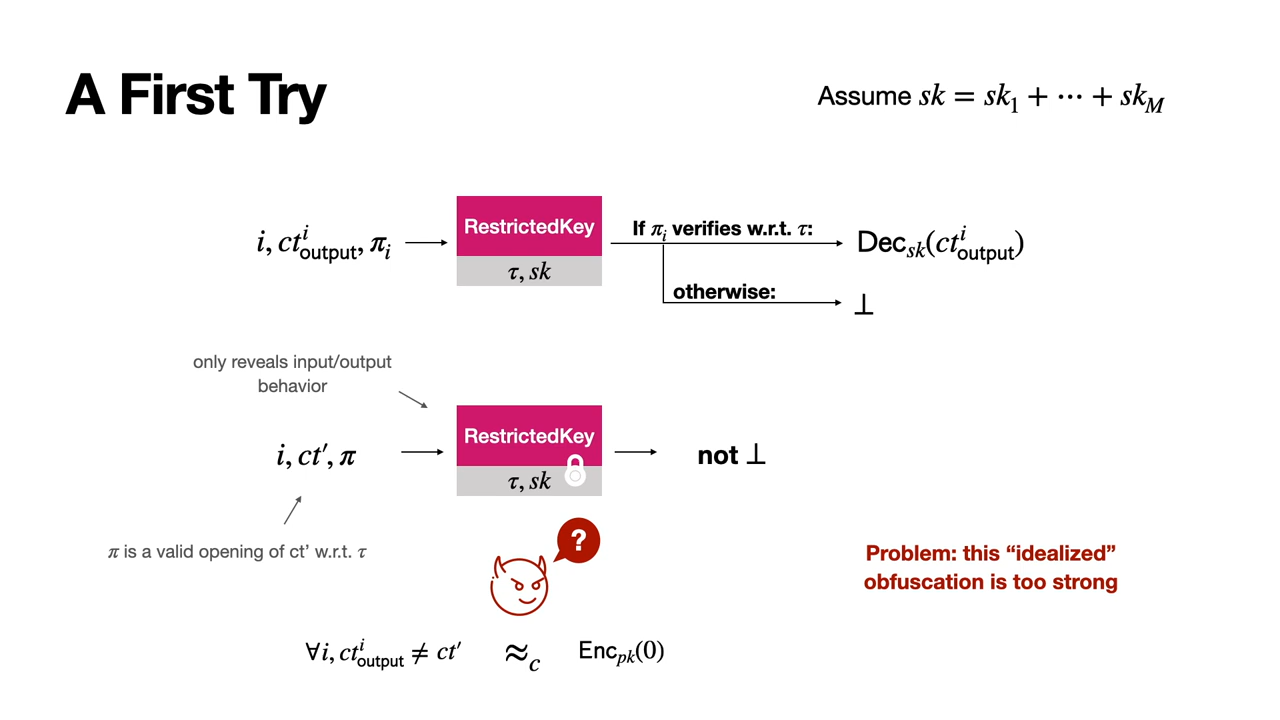 A First Try
Assume sk = sk₁ + ⋯ + sk_M
i, ct^i_output, π_i
RestrictedKey
τ, sk
If π_i verifies w.r.t. τ:
Dec_sk(ct^i_output)
otherwise:
⊥
only reveals input/output
behavior
i, ct′, π
RestrictedKey
τ, sk
not ⊥
π is a valid opening of ct' w.r.t. τ
?
Problem: this “idealized”
obfuscation is too strong
∀i, ct^i_output ≠ ct′ ≈_c Enc_pk(0)